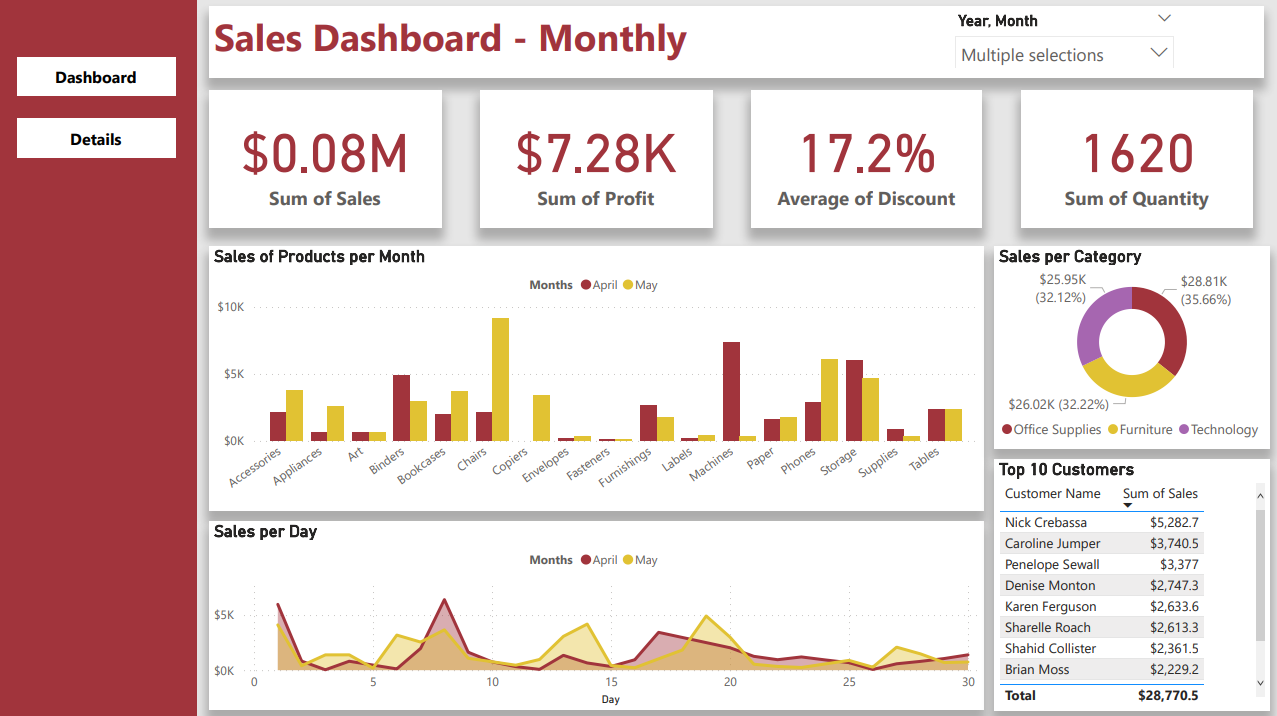 Sales Dashboard - Monthly
Year, Month
Multiple selections
Dashboard
Details
$0.08M
Sum of Sales
$7.28K
Sum of Profit
17.2%
Average of Discount
1620
Sum of Quantity
Sales of Products per Month
Months April May
$10K
$5K
$0K
Accessories
Appliances
Art
Binders
Bookcases
Chairs
Copiers
Envelopes
Fasteners
Furnishings
Labels
Machines
Paper
Phones
Storage
Supplies
Tables
Sales per Category
$25.95K
(32.12%)
$28.81K
(35.66%)
$26.02K (32.22%)
Office Supplies Furniture Technology
Sales per Day
Months April May
$5K
$0K
0 5 10 15 20 25 30
Day
Top 10 Customers
Customer Name Sum of Sales
Nick Crebassa $5,282.7
Caroline Jumper $3,740.5
Penelope Sewall $3,377
Denise Monton $2,747.3
Karen Ferguson $2,633.6
Sharelle Roach $2,613.3
Shahid Collister $2,361.5
Brian Moss $2,229.2
Total $28,770.5